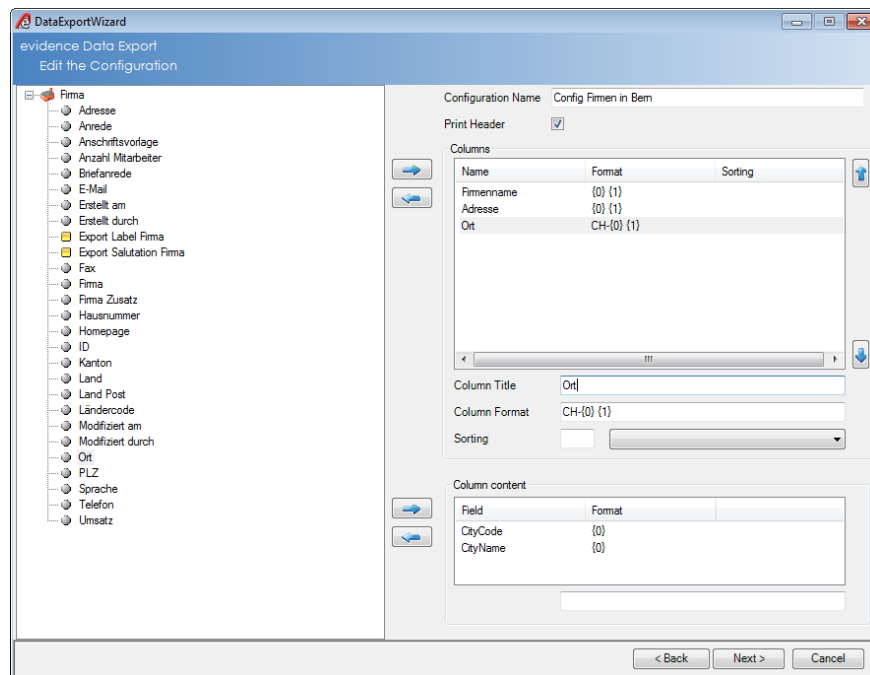 DataExportWizard
evidence Data Export
Edit the Configuration
Firma
Adresse
Anrede
Anschriftsvorlage
Anzahl Mitarbeiter
Briefanrede
E-Mail
Erstellt am
Erstellt durch
Export Label Firma
Export Salutation Firma
Fax
Firma
Firma Zusatz
Hausnummer
Homepage
ID
Kanton
Land
Land Post
Ländercode
Modifiziert am
Modifiziert durch
Ort
PLZ
Sprache
Telefon
Umsatz
Configuration Name Config Firmen in Bern
Print Header
Columns
Name Format Sorting
Firmenname {0} {1}
Adresse {0} {1}
Ort CH-{0} {1}
Column Title Ort
Column Format CH-{0} {1}
Sorting
Column content
Field Format
CityCode {0}
CityName {0}
< Back Next > Cancel